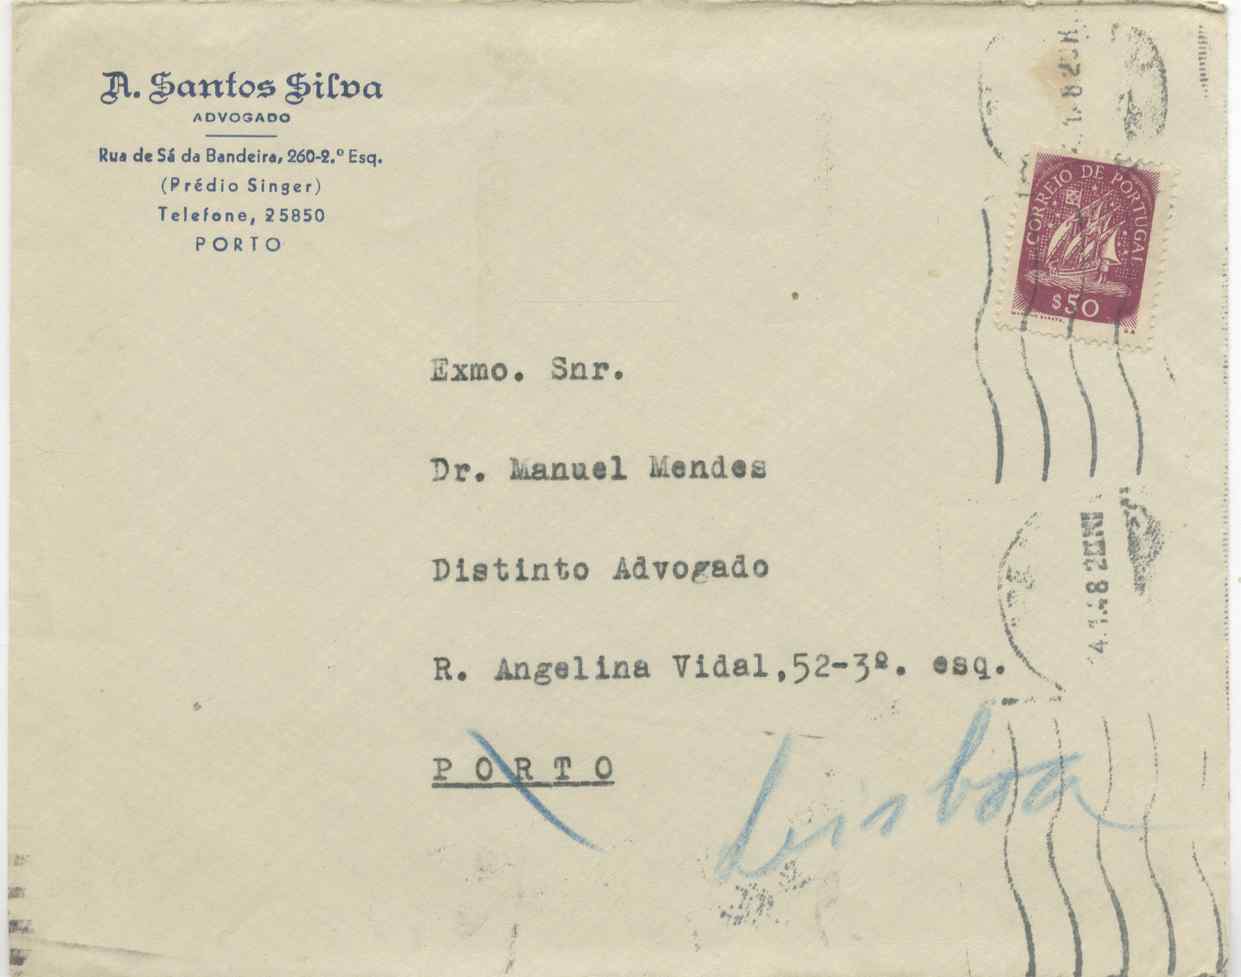 A. Santos Silva
ADVOGADO
Rua de Sá da Bandeira, 260-2.º Esq.
(Prédio Singer)
Telefone, 25850
PORTO
CORREIO DE PORTUGAL
$50
Exmo. Snr.
Dr. Manuel Mendes
Distinto Advogado
R. Angelina Vidal,52-3º. esq.
PORTO
Lisboa